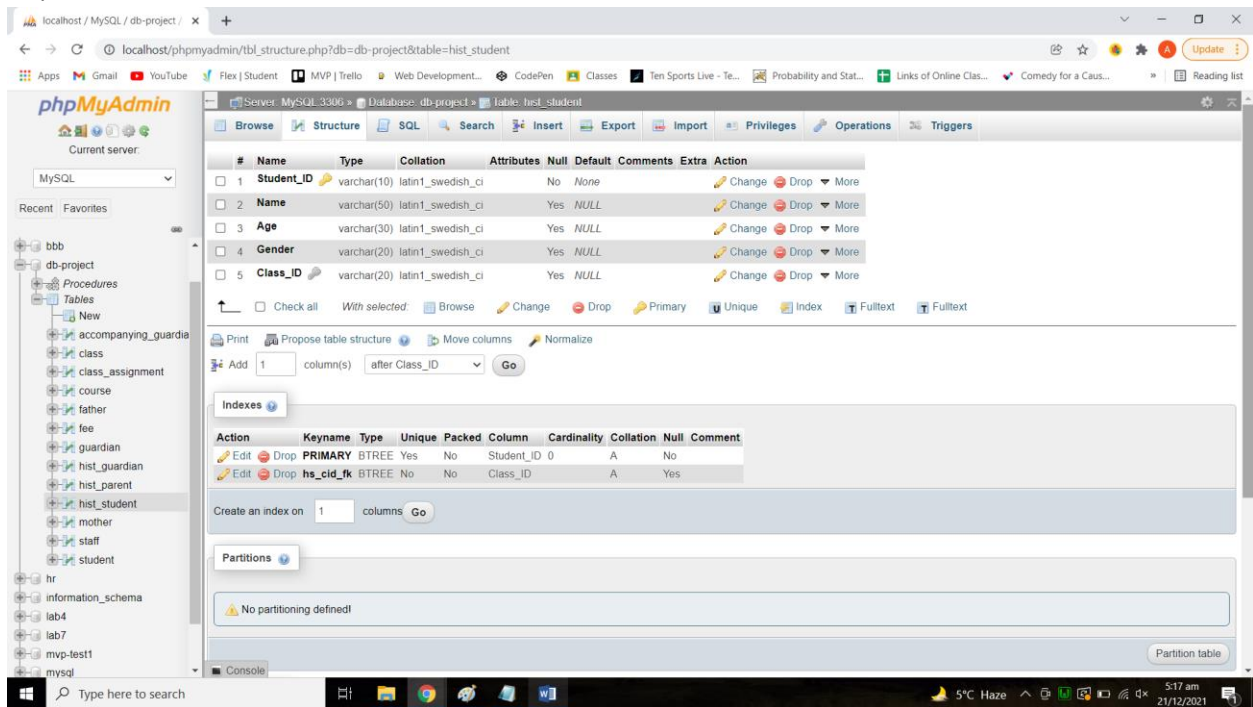 localhost / MySQL / db-project /
localhost/phpmyadmin/tbl_structure.php?db=db-project&table=hist_student
A Update
Apps Gmail YouTube Flex | Student MVP | Trello Web Development... CodePen Classes Ten Sports Live - Te... Probability and Stat... Links of Online Clas... Comedy for a Caus... » Reading list
phpMyAdmin
Current server:
MySQL
Recent Favorites
bbb
db-project
Procedures
Tables
New
accompanying_guardia
class
class_assignment
course
father
fee
guardian
hist_guardian
hist_parent
hist_student
mother
staff
student
hr
information_schema
lab4
lab7
mvp-test1
mysql
Server: MySQL:3306 » Database: db-project » Table: hist_student
Browse Structure SQL Search Insert Export Import Privileges Operations Triggers
# Name Type Collation Attributes Null Default Comments Extra Action
1 Student_ID varchar(10) latin1_swedish_ci No None Change Drop More
2 Name varchar(50) latin1_swedish_ci Yes NULL Change Drop More
3 Age varchar(30) latin1_swedish_ci Yes NULL Change Drop More
4 Gender varchar(20) latin1_swedish_ci Yes NULL Change Drop More
5 Class_ID varchar(20) latin1_swedish_ci Yes NULL Change Drop More
Check all With selected: Browse Change Drop Primary Unique Index Fulltext Fulltext
Print Propose table structure Move columns Normalize
Add 1 column(s) after Class_ID Go
Indexes
Action Keyname Type Unique Packed Column Cardinality Collation Null Comment
Edit Drop PRIMARY BTREE Yes No Student_ID 0 A No
Edit Drop hs_cid_fk BTREE No No Class_ID A Yes
Create an index on 1 columns Go
Partitions
No partitioning defined!
Partition table
Console
Type here to search
5°C Haze
5:17 am
21/12/2021